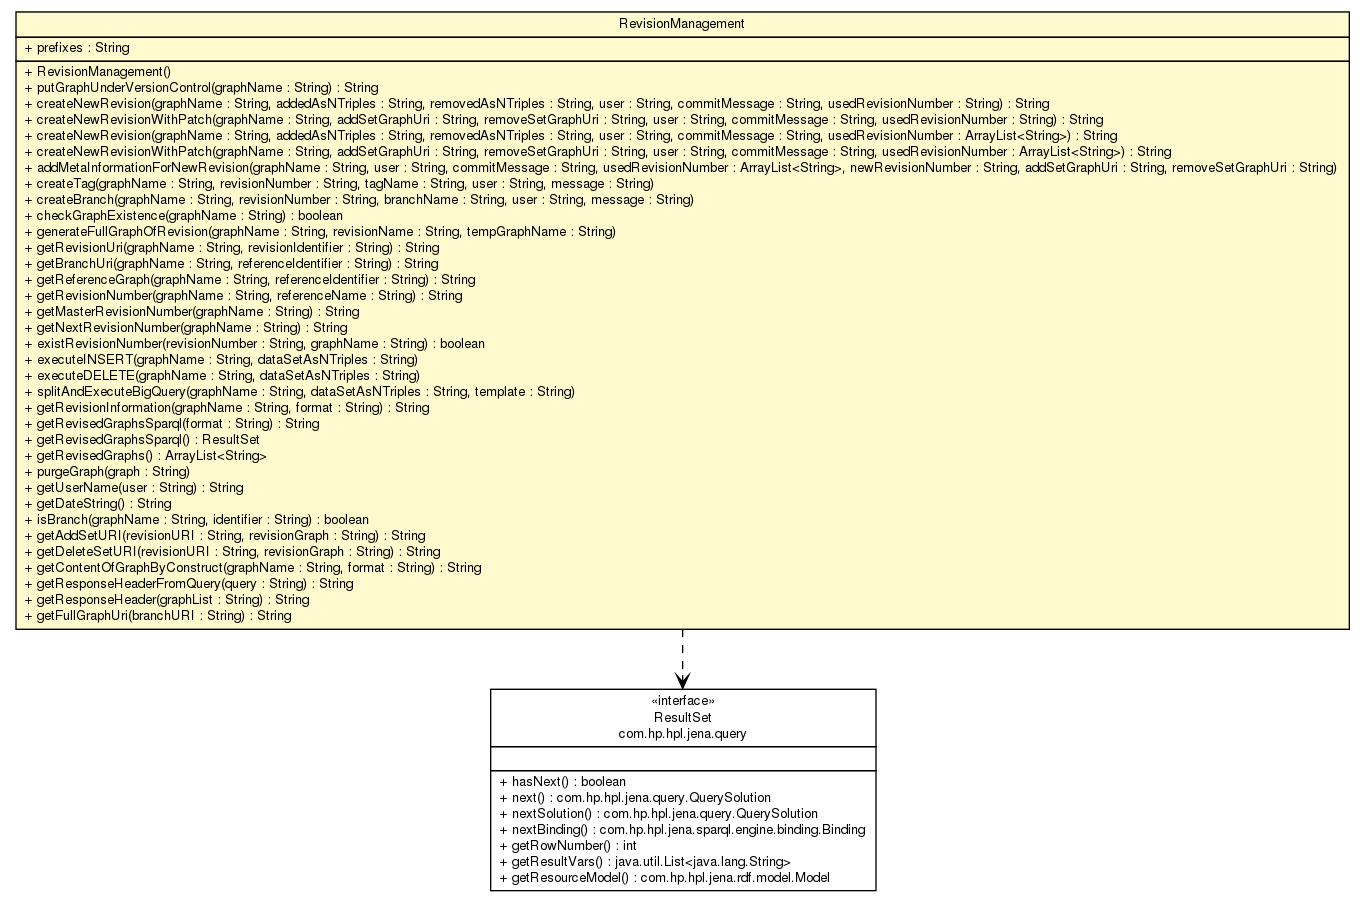 RevisionManagement
+ prefixes : String
+ RevisionManagement()
+ putGraphUnderVersionControl(graphName : String) : String
+ createNewRevision(graphName : String, addedAsNTriples : String, removedAsNTriples : String, user : String, commitMessage : String, usedRevisionNumber : String) : String
+ createNewRevisionWithPatch(graphName : String, addSetGraphUri : String, removeSetGraphUri : String, user : String, commitMessage : String, usedRevisionNumber : String) : String
+ createNewRevision(graphName : String, addedAsNTriples : String, removedAsNTriples : String, user : String, commitMessage : String, usedRevisionNumber : ArrayList<String>) : String
+ createNewRevisionWithPatch(graphName : String, addSetGraphUri : String, removeSetGraphUri : String, user : String, commitMessage : String, usedRevisionNumber : ArrayList<String>) : String
+ addMetaInformationForNewRevision(graphName : String, user : String, commitMessage : String, usedRevisionNumber : ArrayList<String>, newRevisionNumber : String, addSetGraphUri : String, removeSetGraphUri : String)
+ createTag(graphName : String, revisionNumber : String, tagName : String, user : String, message : String)
+ createBranch(graphName : String, revisionNumber : String, branchName : String, user : String, message : String)
+ checkGraphExistence(graphName : String) : boolean
+ generateFullGraphOfRevision(graphName : String, revisionName : String, tempGraphName : String)
+ getRevisionUri(graphName : String, revisionIdentifier : String) : String
+ getBranchUri(graphName : String, referenceIdentifier : String) : String
+ getReferenceGraph(graphName : String, referenceIdentifier : String) : String
+ getRevisionNumber(graphName : String, referenceName : String) : String
+ getMasterRevisionNumber(graphName : String) : String
+ getNextRevisionNumber(graphName : String) : String
+ existRevisionNumber(revisionNumber : String, graphName : String) : boolean
+ executeINSERT(graphName : String, dataSetAsNTriples : String)
+ executeDELETE(graphName : String, dataSetAsNTriples : String)
+ splitAndExecuteBigQuery(graphName : String, dataSetAsNTriples : String, template : String)
+ getRevisionInformation(graphName : String, format : String) : String
+ getRevisedGraphsSparql(format : String) : String
+ getRevisedGraphsSparql() : ResultSet
+ getRevisedGraphs() : ArrayList<String>
+ purgeGraph(graph : String)
+ getUserName(user : String) : String
+ getDateString() : String
+ isBranch(graphName : String, identifier : String) : boolean
+ getAddSetURI(revisionURI : String, revisionGraph : String) : String
+ getDeleteSetURI(revisionURI : String, revisionGraph : String) : String
+ getContentOfGraphByConstruct(graphName : String, format : String) : String
+ getResponseHeaderFromQuery(query : String) : String
+ getResponseHeader(graphList : String) : String
+ getFullGraphUri(branchURI : String) : String
«interface»
ResultSet
com.hp.hpl.jena.query
+ hasNext() : boolean
+ next() : com.hp.hpl.jena.query.QuerySolution
+ nextSolution() : com.hp.hpl.jena.query.QuerySolution
+ nextBinding() : com.hp.hpl.jena.sparql.engine.binding.Binding
+ getRowNumber() : int
+ getResultVars() : java.util.List<java.lang.String>
+ getResourceModel() : com.hp.hpl.jena.rdf.model.Model